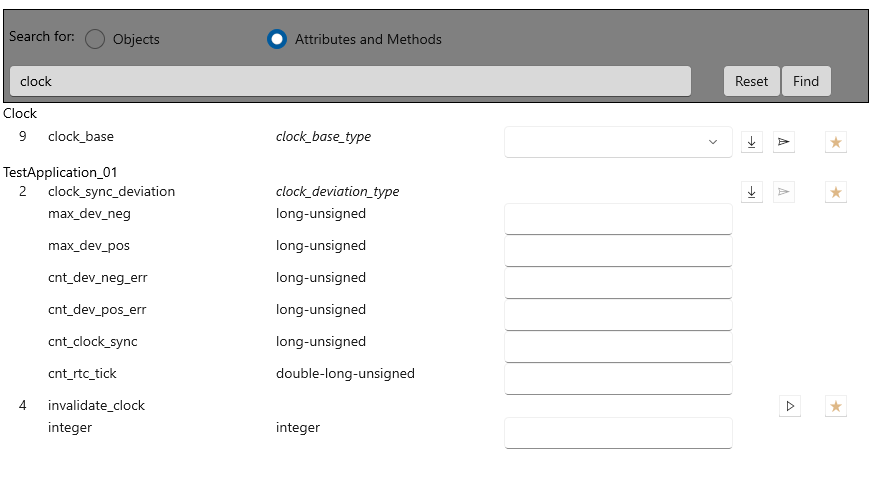 Search for: Objects Attributes and Methods
clock Reset Find
Clock
9 clock_base clock_base_type
TestApplication_01
2 clock_sync_deviation clock_deviation_type
max_dev_neg long-unsigned
max_dev_pos long-unsigned
cnt_dev_neg_err long-unsigned
cnt_dev_pos_err long-unsigned
cnt_clock_sync long-unsigned
cnt_rtc_tick double-long-unsigned
4 invalidate_clock
integer integer